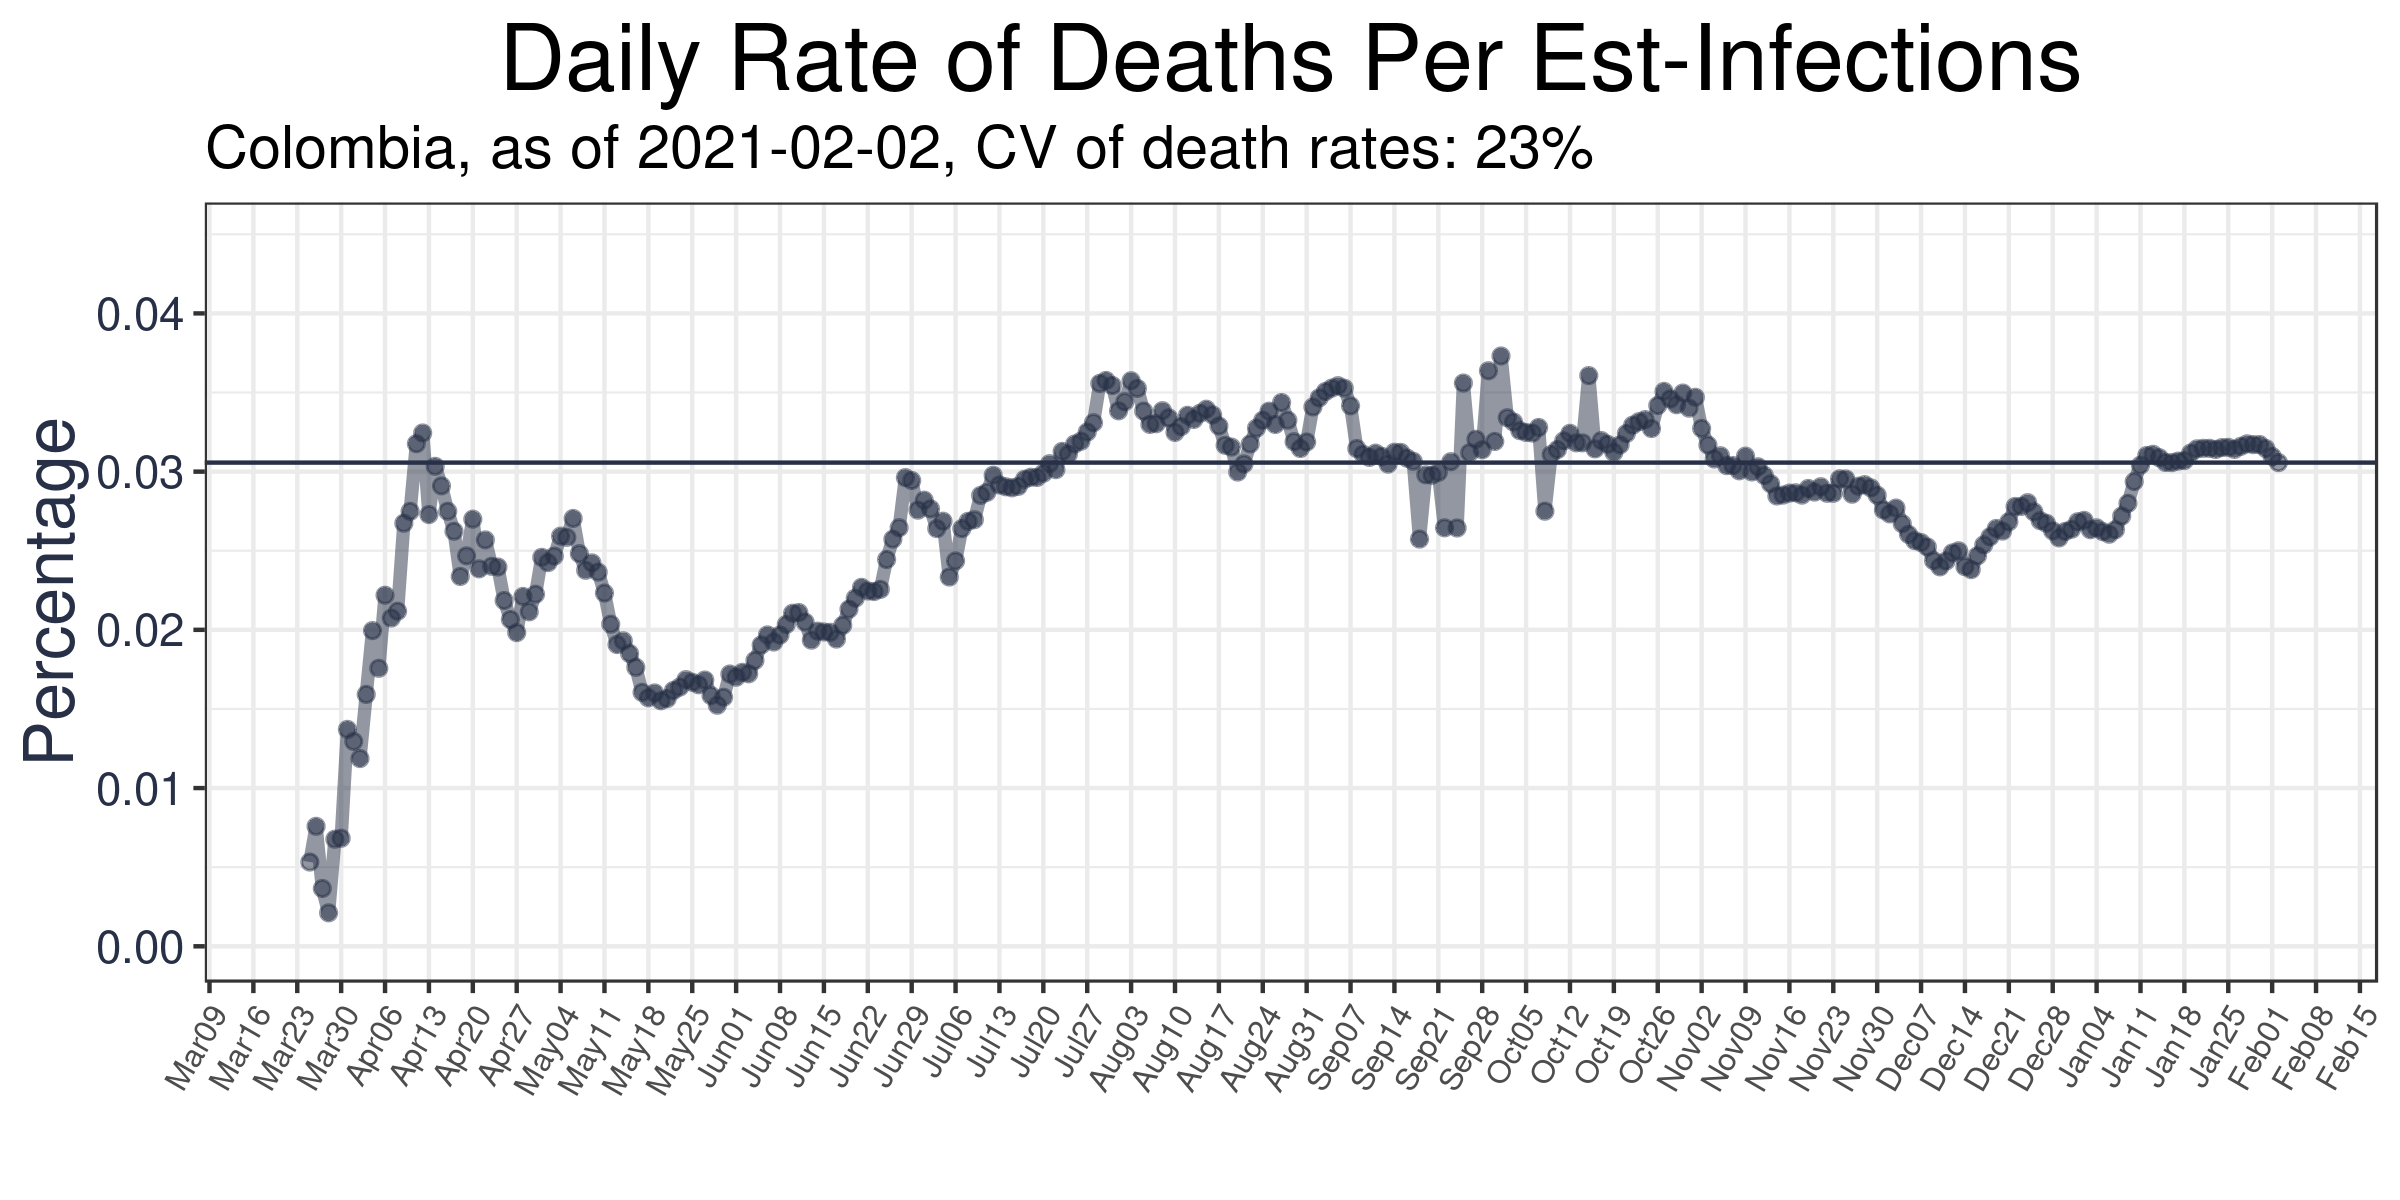 Daily Rate of Deaths Per Est-Infections
Colombia, as of 2021-02-02, CV of death rates: 23%
Percentage
0.04
0.03
0.02
0.01
0.00
Mar09
Mar16
Mar23
Mar30
Apr06
Apr13
Apr20
Apr27
May04
May11
May18
May25
Jun01
Jun08
Jun15
Jun22
Jun29
Jul06
Jul13
Jul20
Jul27
Aug03
Aug10
Aug17
Aug24
Aug31
Sep07
Sep14
Sep21
Sep28
Oct05
Oct12
Oct19
Oct26
Nov02
Nov09
Nov16
Nov23
Nov30
Dec07
Dec14
Dec21
Dec28
Jan04
Jan11
Jan18
Jan25
Feb01
Feb08
Feb15